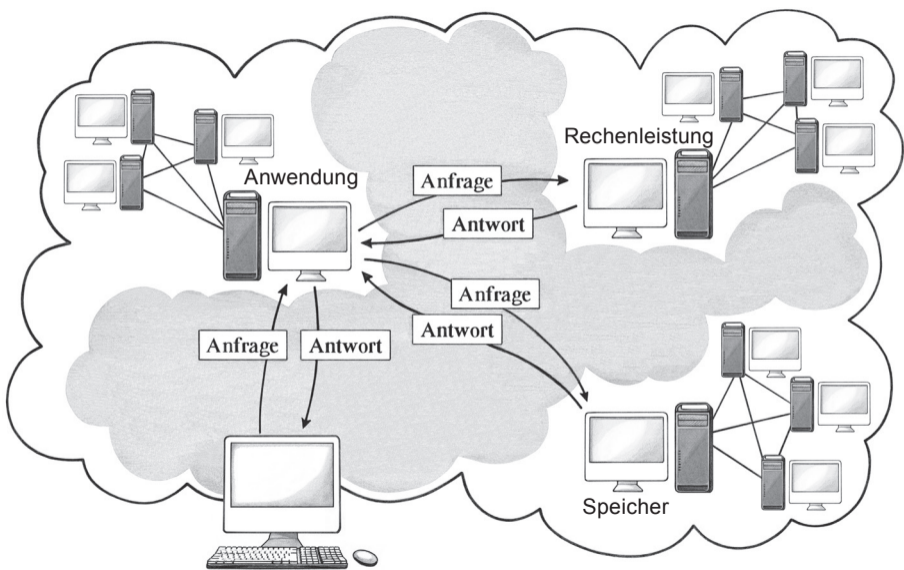 Rechenleistung
Anwendung
Anfrage
Antwort
Anfrage
Antwort
Anfrage
Antwort
Speicher